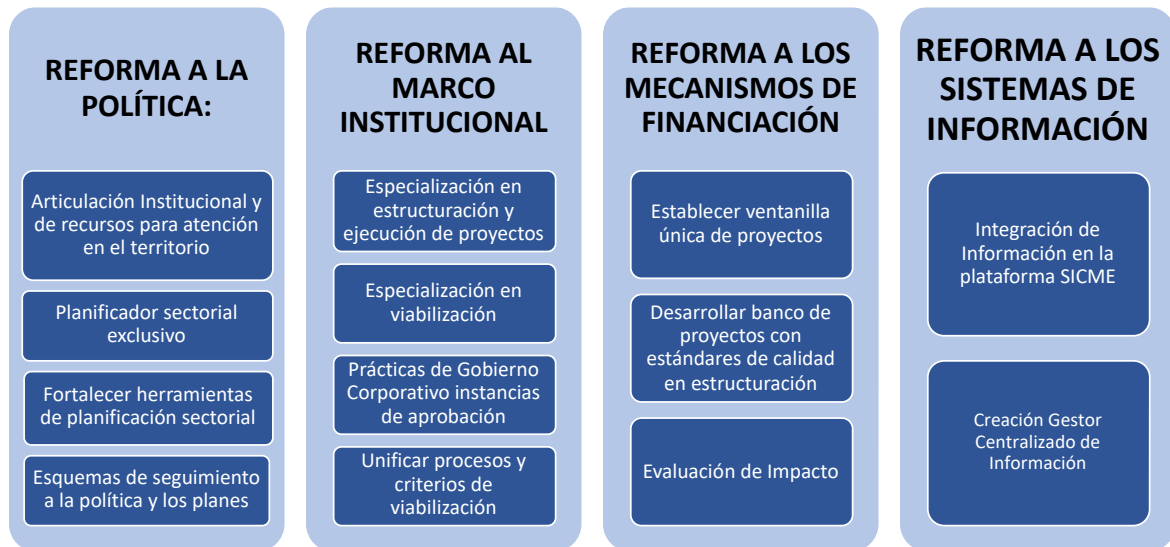 REFORMA A LA
POLÍTICA:
Articulación Institucional y
de recursos para atención
en el territorio
Planificador sectorial
exclusivo
Fortalecer herramientas
de planificación sectorial
Esquemas de seguimiento
a la política y los planes
REFORMA AL
MARCO
INSTITUCIONAL
Especialización en
estructuración y
ejecución de proyectos
Especialización en
viabilización
Prácticas de Gobierno
Corporativo instancias
de aprobación
Unificar procesos y
criterios de
viabilización
REFORMA A LOS
MECANISMOS DE
FINANCIACIÓN
Establecer ventanilla
única de proyectos
Desarrollar banco de
proyectos con
estándares de calidad
en estructuración
Evaluación de Impacto
REFORMA A LOS
SISTEMAS DE
INFORMACIÓN
Integración de
Información en la
plataforma SICME
Creación Gestor
Centralizado de
Información